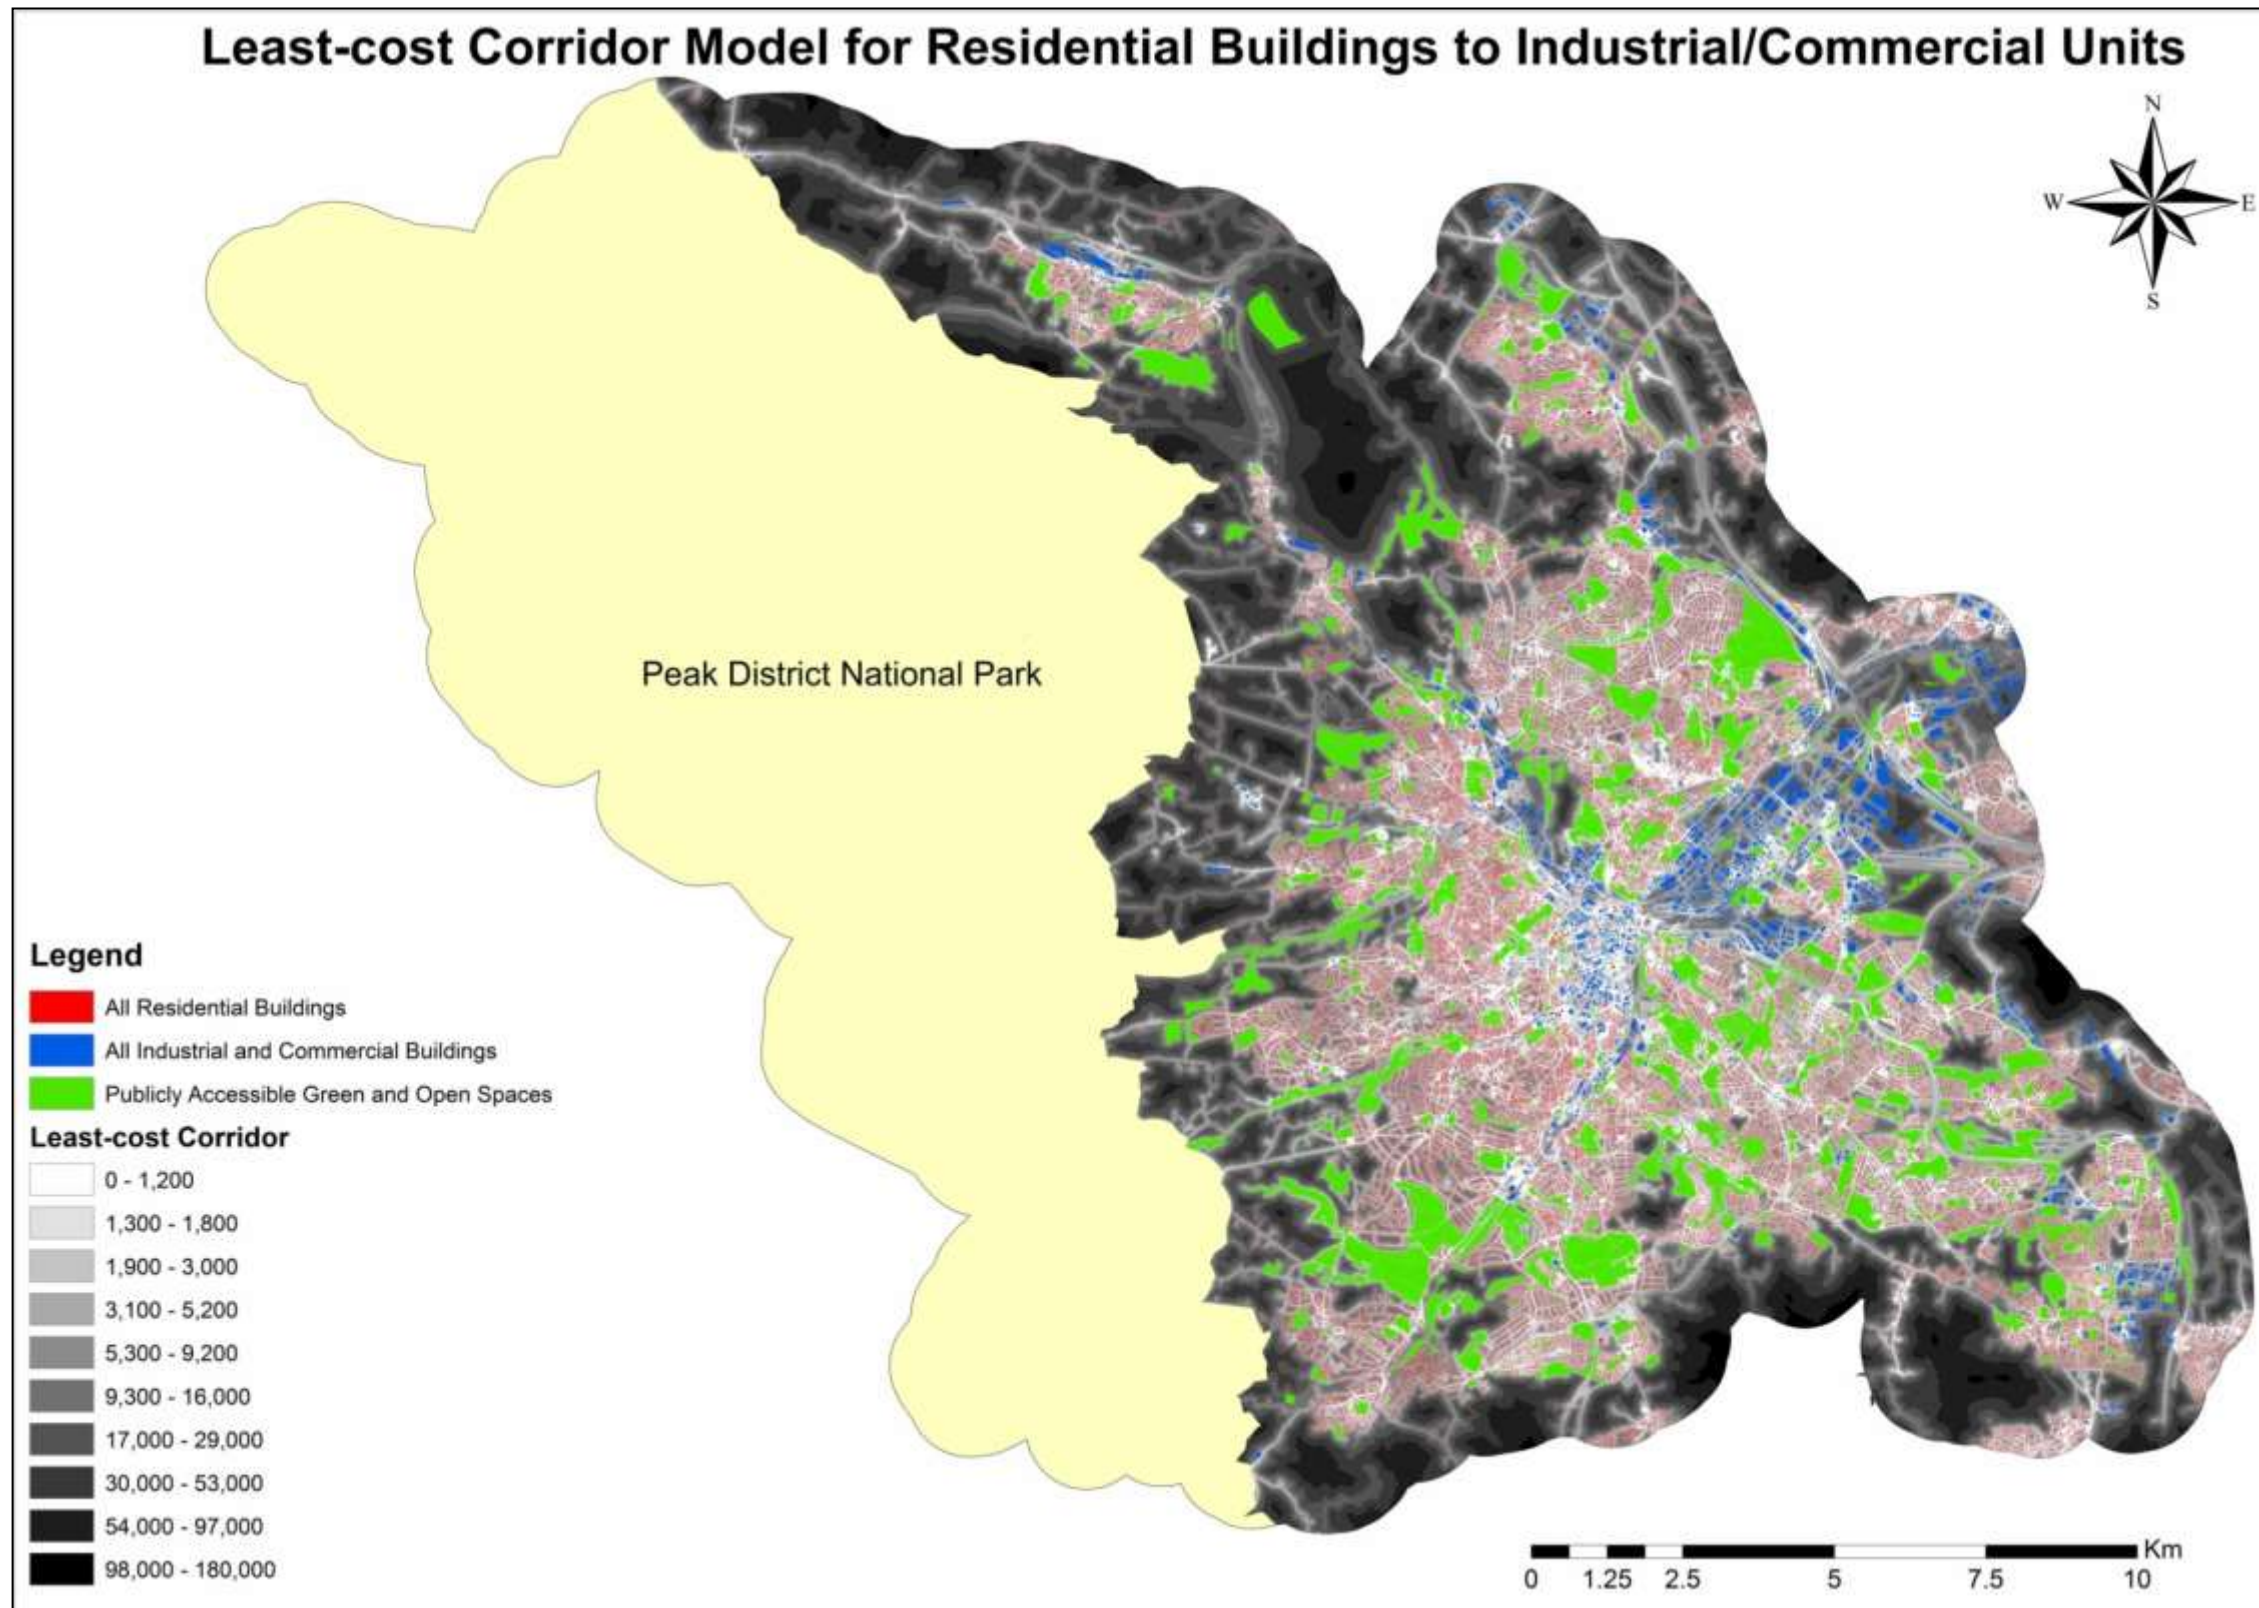 Least-cost Corridor Model for Residential Buildings to Industrial/Commercial Units
N
W
E
S
Peak District National Park
Legend
All Residential Buildings
All Industrial and Commercial Buildings
Publicly Accessible Green and Open Spaces
Least-cost Corridor
0 - 1,200
1,300 - 1,800
1,900 - 3,000
3,100 - 5,200
5,300 - 9,200
9,300 - 16,000
17,000 - 29,000
30,000 - 53,000
54,000 - 97,000
98,000 - 180,000
Km
0 1.25 2.5 5 7.5 10